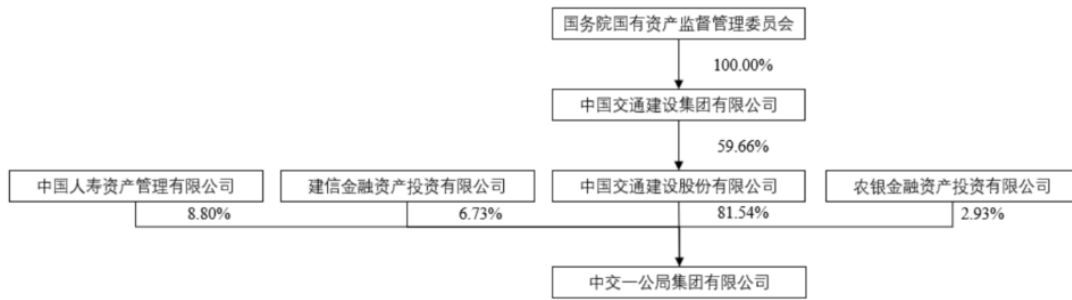 国务院国有资产监督管理委员会
100.00%
中国交通建设集团有限公司
59.66%
中国人寿资产管理有限公司 建信金融资产投资有限公司 中国交通建设股份有限公司 农银金融资产投资有限公司
8.80% 6.73% 81.54% 2.93%
中交一公局集团有限公司